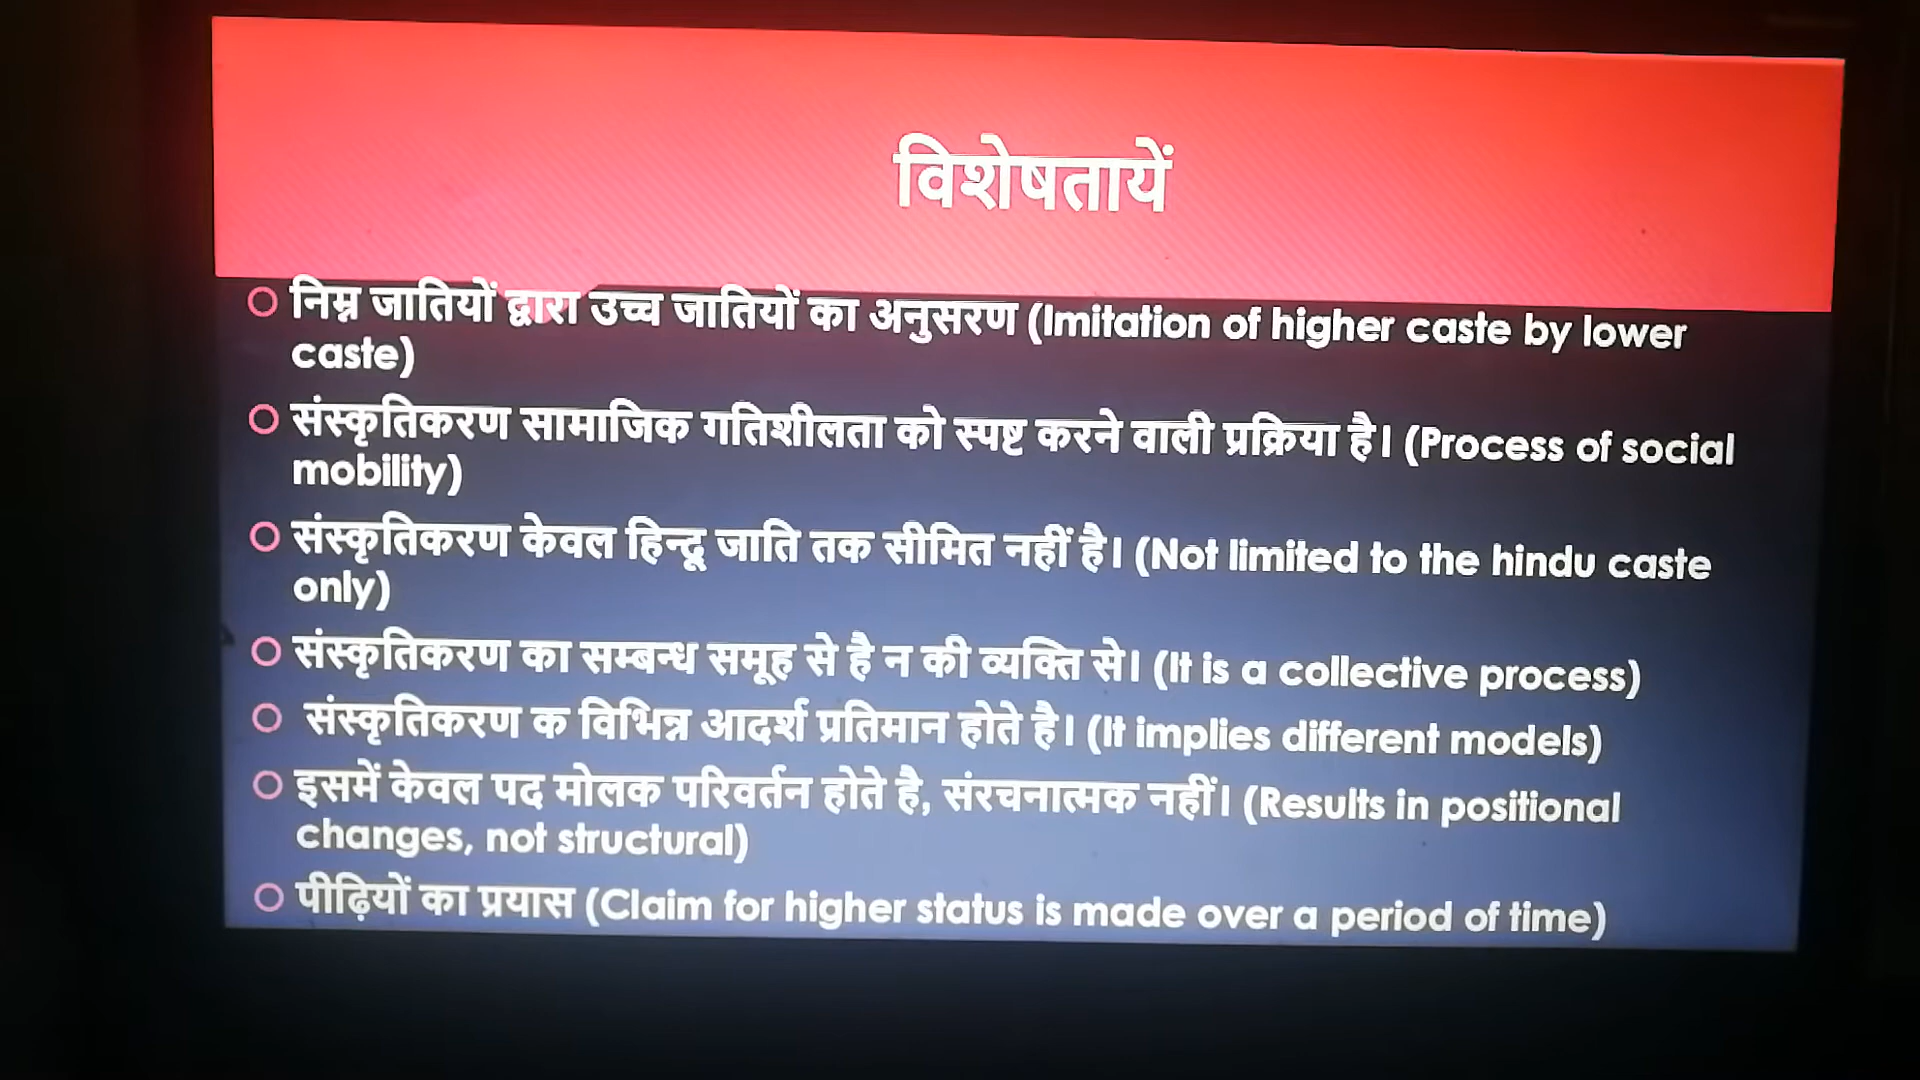 विशेषतायें
निम्न जातियों द्वारा उच्च जातियों का अनुसरण (Imitation of higher caste by lower
caste)
संस्कृतिकरण सामाजिक गतिशीलता को स्पष्ट करने वाली प्रक्रिया है। (Process of social
mobility)
संस्कृतिकरण केवल हिन्दू जाति तक सीमित नहीं है। (Not limited to the hindu caste
only)
संस्कृतिकरण का सम्बन्ध समूह से है न की व्यक्ति से। (It is a collective process)
संस्कृतिकरण क विभिन्न आदर्श प्रतिमान होते है। (It implies different models)
इसमें केवल पद मोलक परिवर्तन होते है, संरचनात्मक नहीं। (Results in positional
changes, not structural)
पीढ़ियों का प्रयास (Claim for higher status is made over a period of time)